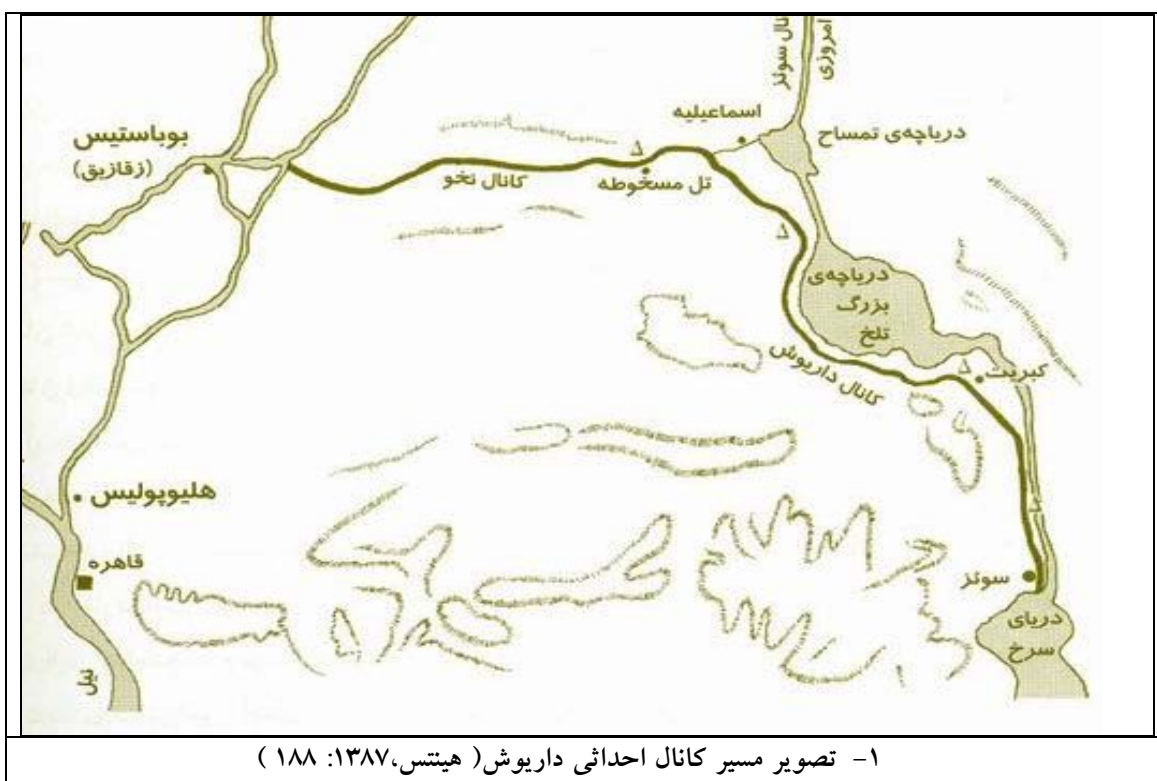 کانال سوئز
امروزی
اسماعیلیه
دریاچه‌ی تمساح
بوباستیس
(زقازیق)
کانال نخو
تل مسخوطه
دریاچه‌ی
بزرگ
تلخ
کبریت
کانال داریوش
هلیوپولیس
قاهره
سوئز
دریای
سرخ
نیل
۱- تصویر مسیر کانال احداثی داریوش( هینتس،۱۳۸۷: ۱۸۸ )